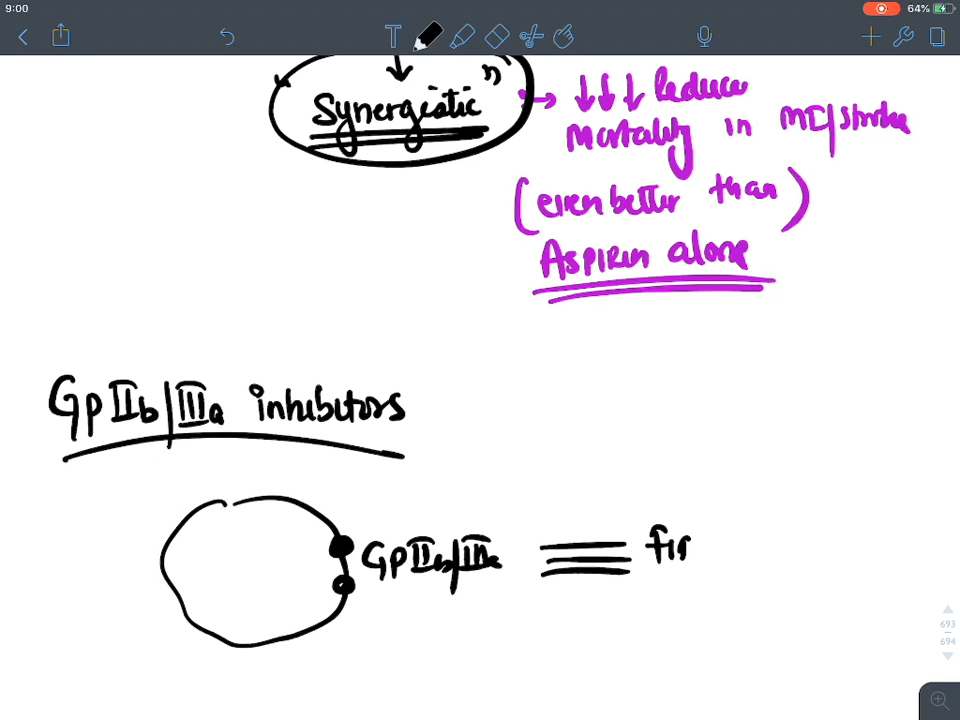 9:00
64%
T
Synergistic
n
→ ↓↓↓ Reduce
Mortality in MI/stroke
(even better than)
Aspirin alone
GpIIb/IIIa inhibitors
GpIIb/IIIa
fir
693
694